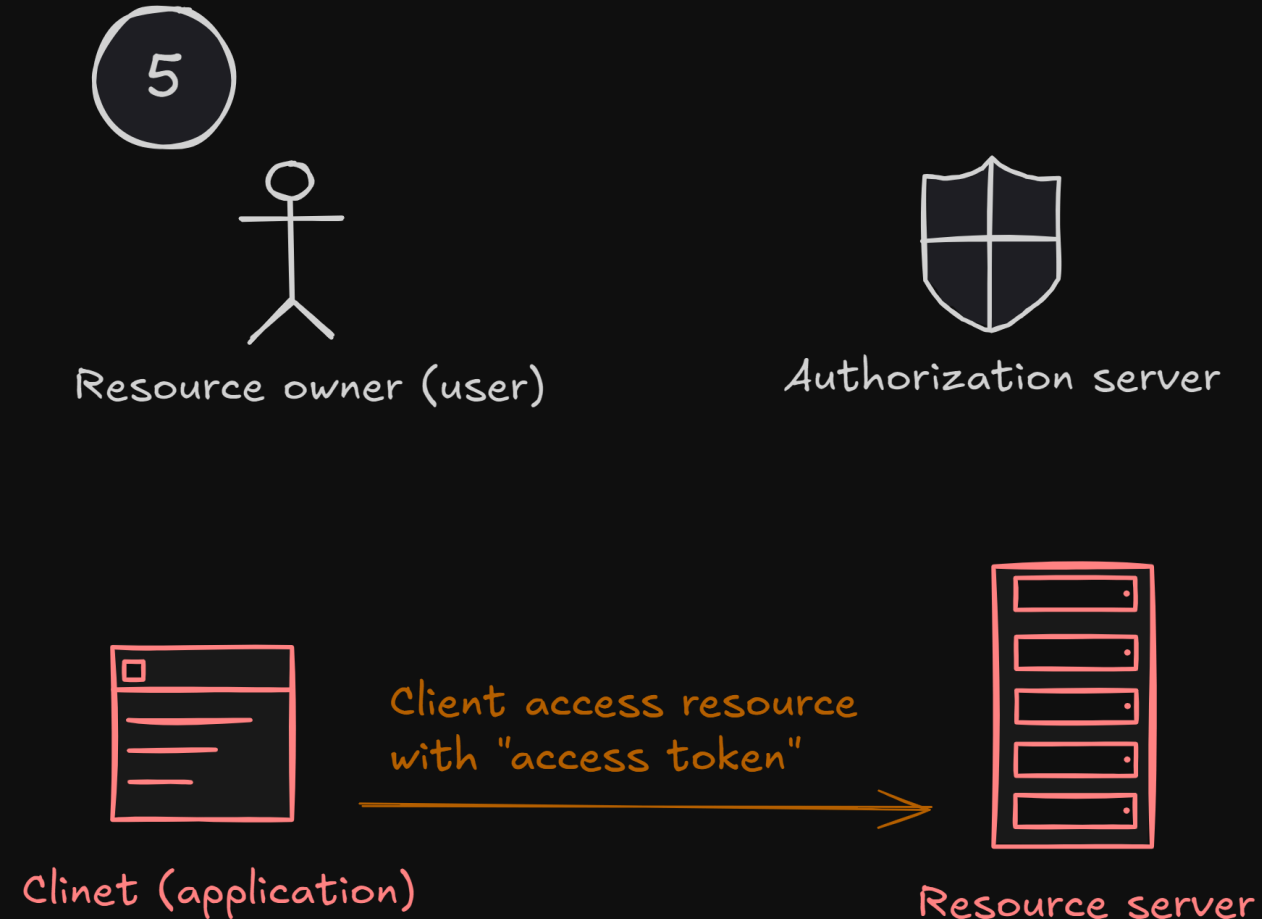 5
Resource owner (user)
Authorization server
Client access resource
with "access token"
Clinet (application)
Resource server